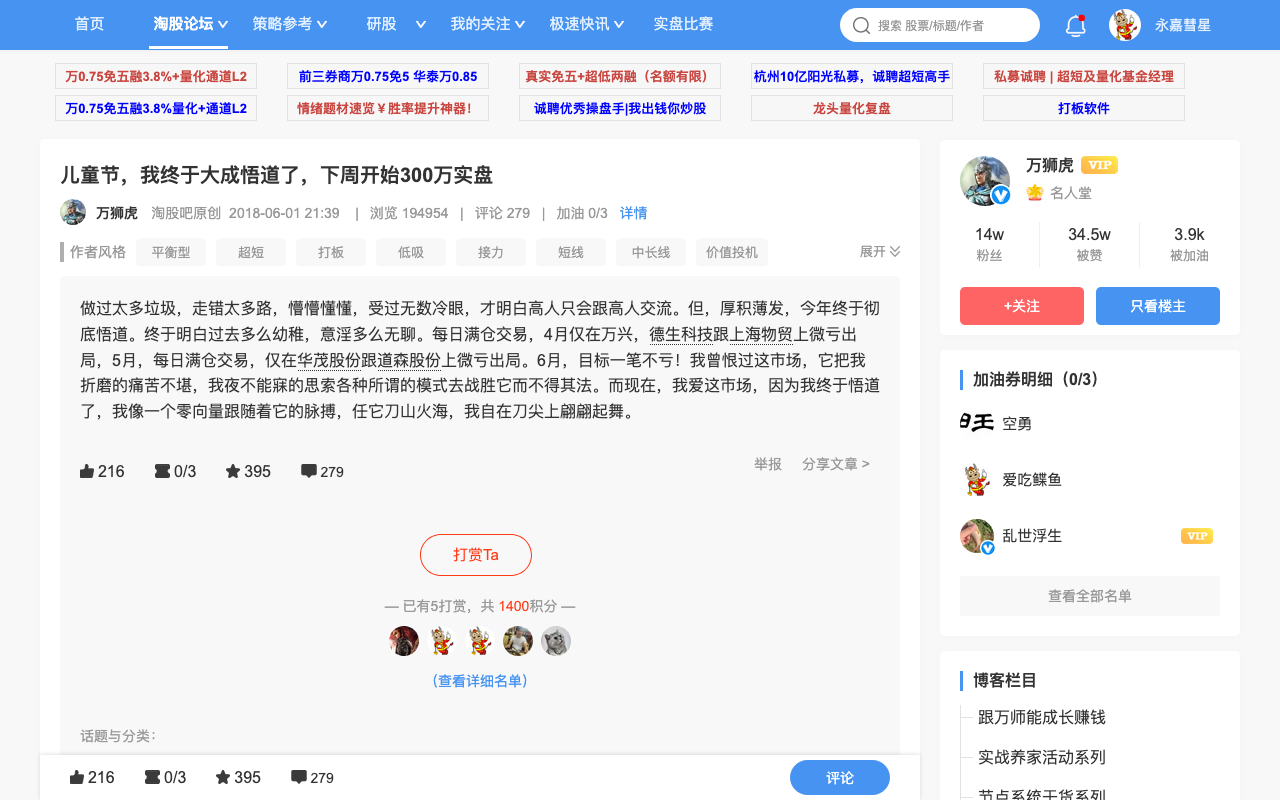 首页 淘股论坛 策略参考 研股 我的关注 极速快讯 实盘比赛 搜索 股票/标题/作者 永嘉彗星
万0.75免五融3.8%+量化通道L2 前三券商万0.75免5 华泰万0.85 真实免五+超低两融（名额有限） 杭州10亿阳光私募，诚聘超短高手 私募诚聘 | 超短及量化基金经理
万0.75免五融3.8%量化+通道L2 情绪题材速览￥胜率提升神器！ 诚聘优秀操盘手|我出钱你炒股 龙头量化复盘 打板软件
儿童节，我终于大成悟道了，下周开始300万实盘
万狮虎 淘股吧原创 2018-06-01 21:39 | 浏览 194954 | 评论 279 | 加油 0/3 详情
作者风格 平衡型 超短 打板 低吸 接力 短线 中长线 价值投机 展开
做过太多垃圾，走错太多路，懵懵懂懂，受过无数冷眼，才明白高人只会跟高人交流。但，厚积薄发，今年终于彻
底悟道。终于明白过去多么幼稚，意淫多么无聊。每日满仓交易，4月仅在万兴，德生科技跟上海物贸上微亏出
局，5月，每日满仓交易，仅在华茂股份跟道森股份上微亏出局。6月，目标一笔不亏！我曾恨过这市场，它把我
折磨的痛苦不堪，我夜不能寐的思索各种所谓的模式去战胜它而不得其法。而现在，我爱这市场，因为我终于悟道
了，我像一个零向量跟随着它的脉搏，任它刀山火海，我自在刀尖上翩翩起舞。
216 0/3 395 279 举报 分享文章 >
打赏Ta
— 已有5打赏，共 1400积分 —
（查看详细名单）
话题与分类：
216 0/3 395 279 评论
万狮虎 VIP
名人堂
14w 34.5w 3.9k
粉丝 被赞 被加油
+关注 只看楼主
加油券明细（0/3）
空勇
爱吃鲽鱼
乱世浮生 VIP
查看全部名单
博客栏目
跟万师能成长赚钱
实战养家活动系列
节点系统干货系列